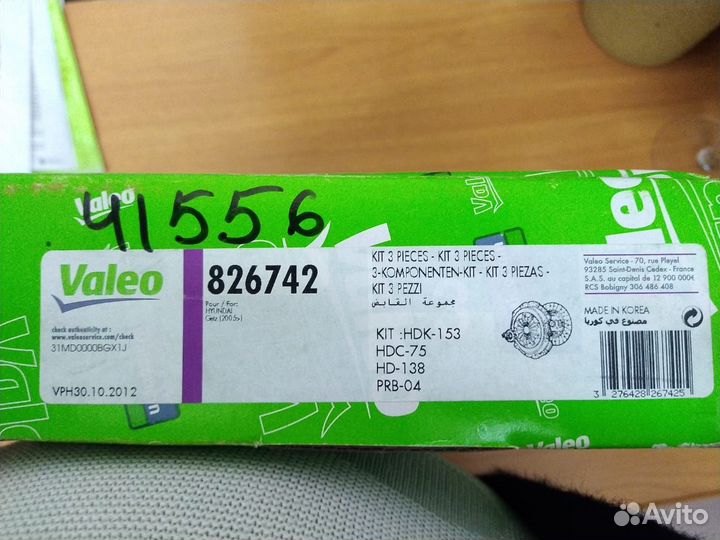 Valeo
41556
Valeo
Valeo
826742
Pour / For:
HYUNDAI
Getz (2005>)
check authenticity at :
www.valeoservice.com/check
31MD0000BGX1J
VPH30.10.2012
KIT 3 PIECES - KIT 3 PIECES -
3-KOMPONENTEN-KIT - KIT 3 PIEZAS -
KIT 3 PEZZI
مجموعة القابض
KIT :HDK-153
HDC-75
HD-138
PRB-04
Valeo Service - 70, rue Pleyel
93285 Saint-Denis Cedex - France
S.A.S. au capital de 12 900 000€
RCS Bobigny 306 486 408
MADE IN KOREA
مصنوع في كوريا
3 276428 267425
Valeo
Avito